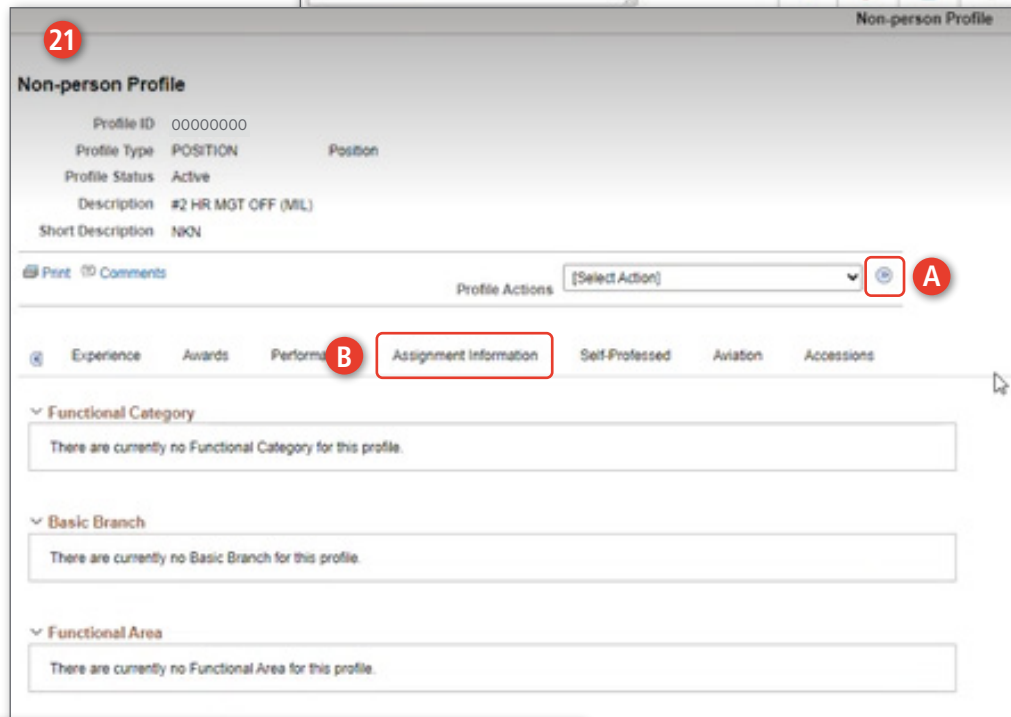 Non-person Profile
21
Non-person Profile
Profile ID 00000000
Profile Type POSITION Position
Profile Status Active
Description #2 HR MGT OFF (MIL)
Short Description NKN
Print Comments
Profile Actions [Select Action] A
Experience Awards Performa B Assignment Information Self-Professed Aviation Accessions
Functional Category
There are currently no Functional Category for this profile.
Basic Branch
There are currently no Basic Branch for this profile.
Functional Area
There are currently no Functional Area for this profile.